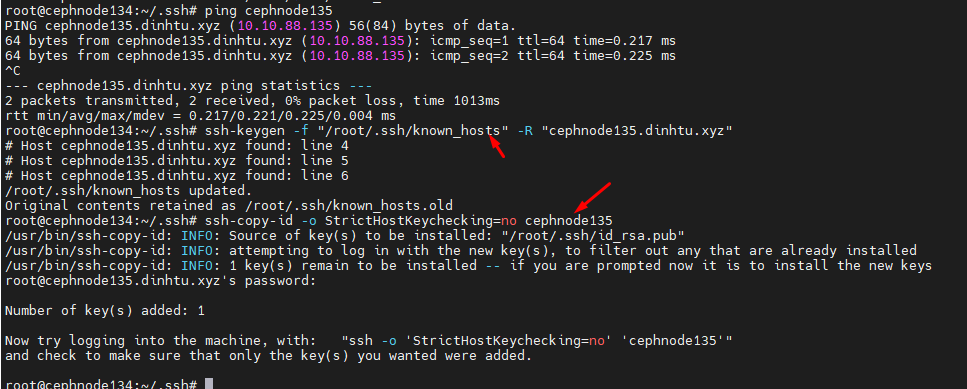 root@cephnode134:~/.ssh# ping cephnode135
PING cephnode135.dinhtu.xyz (10.10.88.135) 56(84) bytes of data.
64 bytes from cephnode135.dinhtu.xyz (10.10.88.135): icmp_seq=1 ttl=64 time=0.217 ms
64 bytes from cephnode135.dinhtu.xyz (10.10.88.135): icmp_seq=2 ttl=64 time=0.225 ms
^C
--- cephnode135.dinhtu.xyz ping statistics ---
2 packets transmitted, 2 received, 0% packet loss, time 1013ms
rtt min/avg/max/mdev = 0.217/0.221/0.225/0.004 ms
root@cephnode134:~/.ssh# ssh-keygen -f "/root/.ssh/known_hosts" -R "cephnode135.dinhtu.xyz"
# Host cephnode135.dinhtu.xyz found: line 4
# Host cephnode135.dinhtu.xyz found: line 5
# Host cephnode135.dinhtu.xyz found: line 6
/root/.ssh/known_hosts updated.
Original contents retained as /root/.ssh/known_hosts.old
root@cephnode134:~/.ssh# ssh-copy-id -o StrictHostKeychecking=no cephnode135
/usr/bin/ssh-copy-id: INFO: Source of key(s) to be installed: "/root/.ssh/id_rsa.pub"
/usr/bin/ssh-copy-id: INFO: attempting to log in with the new key(s), to filter out any that are already installed
/usr/bin/ssh-copy-id: INFO: 1 key(s) remain to be installed -- if you are prompted now it is to install the new keys
root@cephnode135.dinhtu.xyz's password:
Number of key(s) added: 1
Now try logging into the machine, with:   "ssh -o 'StrictHostKeychecking=no' 'cephnode135'"
and check to make sure that only the key(s) you wanted were added.
root@cephnode134:~/.ssh#